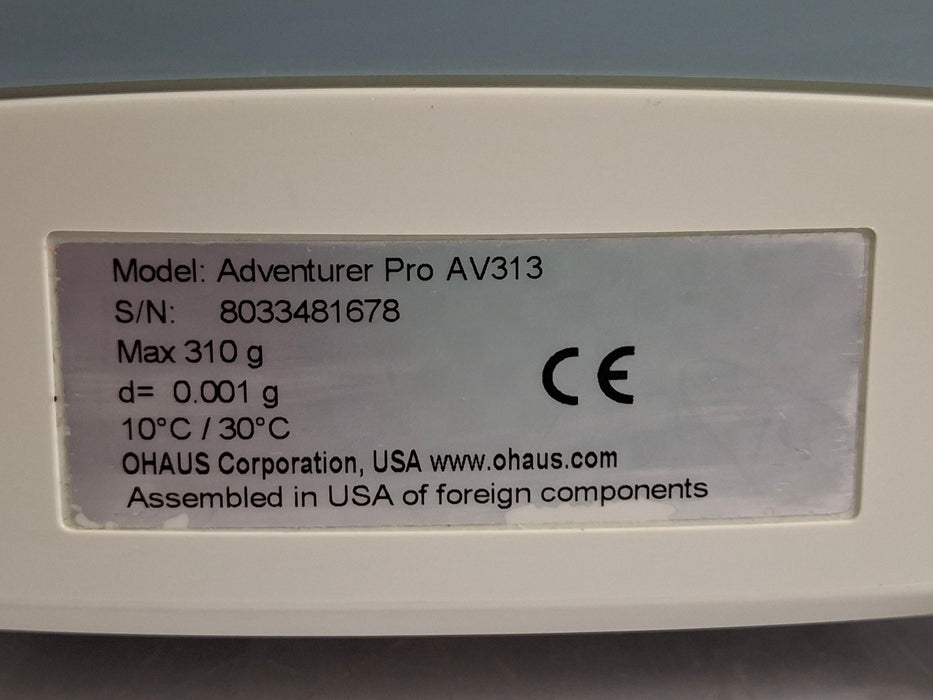 Model: Adventurer Pro AV313
S/N: 8033481678
Max 310 g
d= 0.001 g
CE
10°C / 30°C
OHAUS Corporation, USA www.ohaus.com
Assembled in USA of foreign components